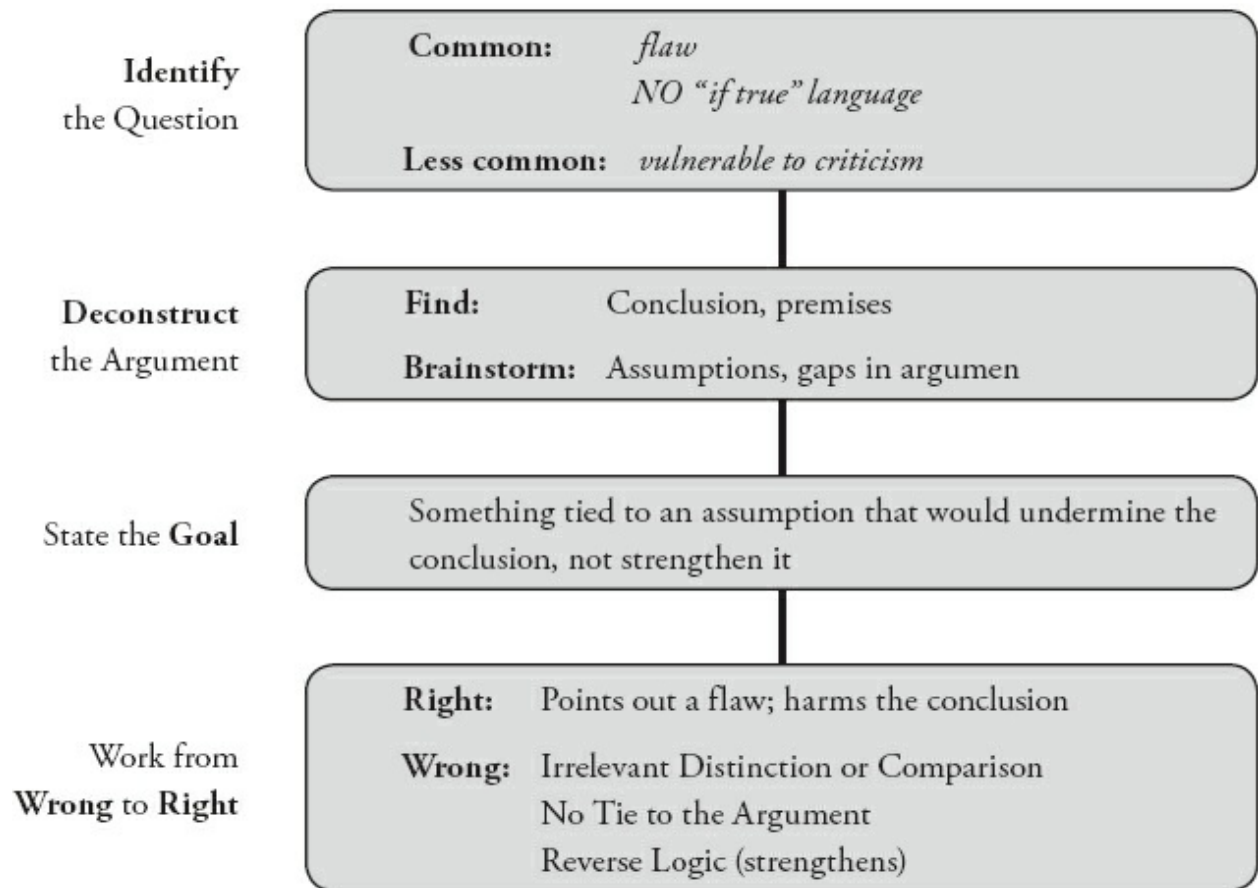 Identify
the Question
Common: flaw
NO “if true” language
Less common: vulnerable to criticism
Deconstruct
the Argument
Find: Conclusion, premises
Brainstorm: Assumptions, gaps in argumen
State the Goal
Something tied to an assumption that would undermine the
conclusion, not strengthen it
Work from
Wrong to Right
Right: Points out a flaw; harms the conclusion
Wrong: Irrelevant Distinction or Comparison
No Tie to the Argument
Reverse Logic (strengthens)